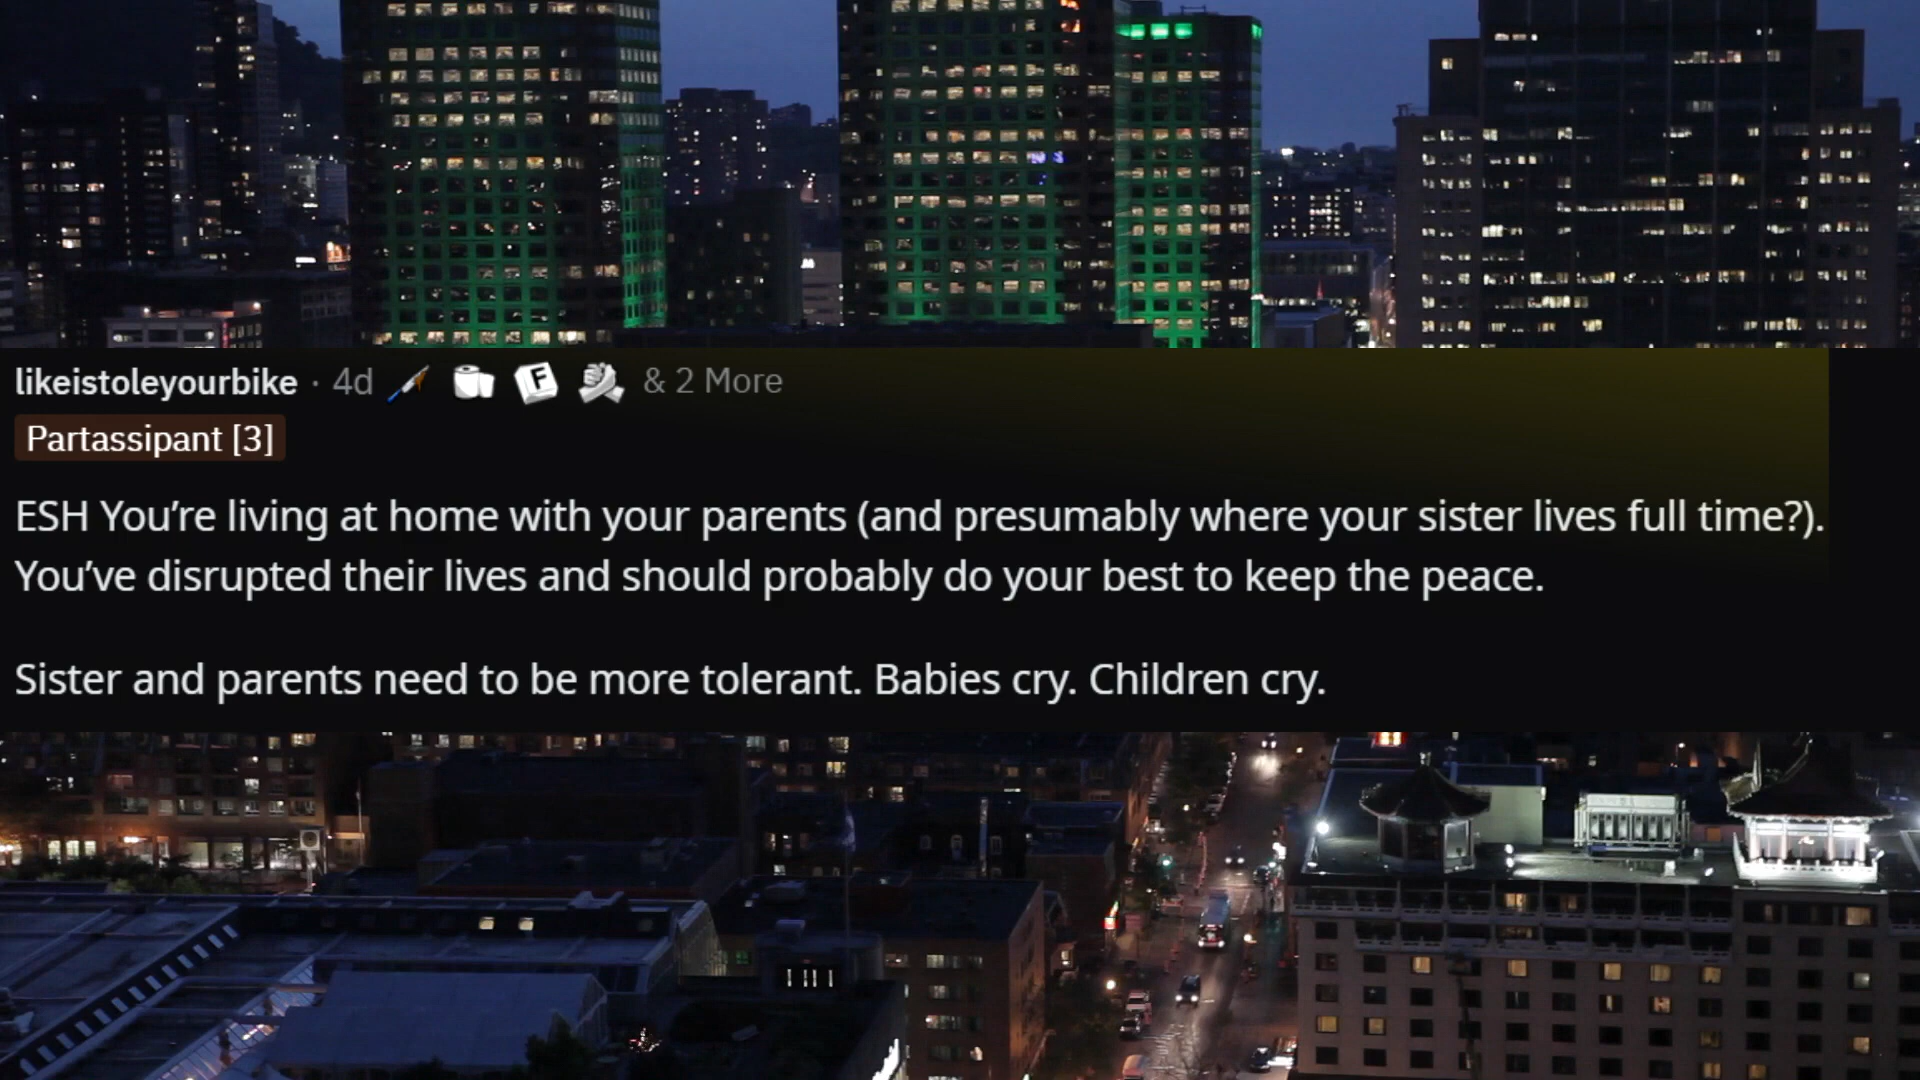 likeistoleyourbike · 4d & 2 More
Partassipant [3]
ESH You’re living at home with your parents (and presumably where your sister lives full time?).
You’ve disrupted their lives and should probably do your best to keep the peace.
Sister and parents need to be more tolerant. Babies cry. Children cry.